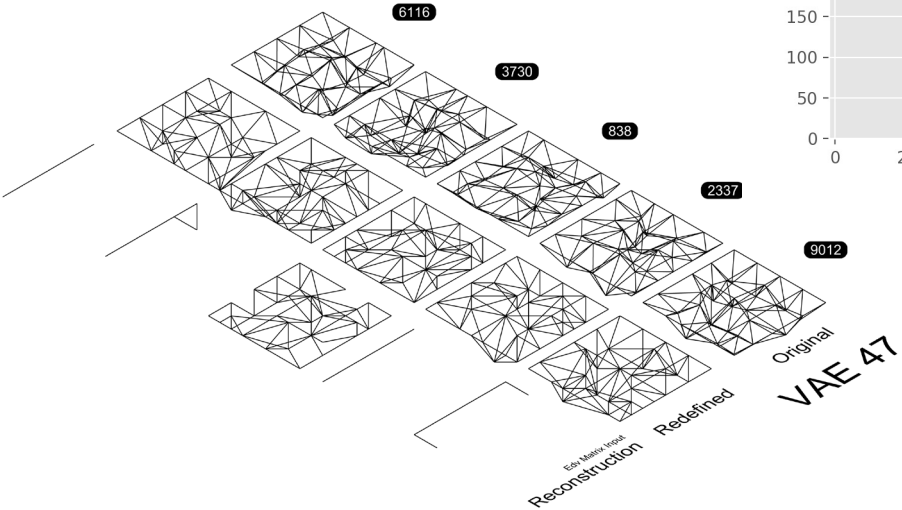 6116
3730
838
2337
9012
150
100
50
0
0
Original
VAE 47
Redefined
Edv Matrix Input
Reconstruction